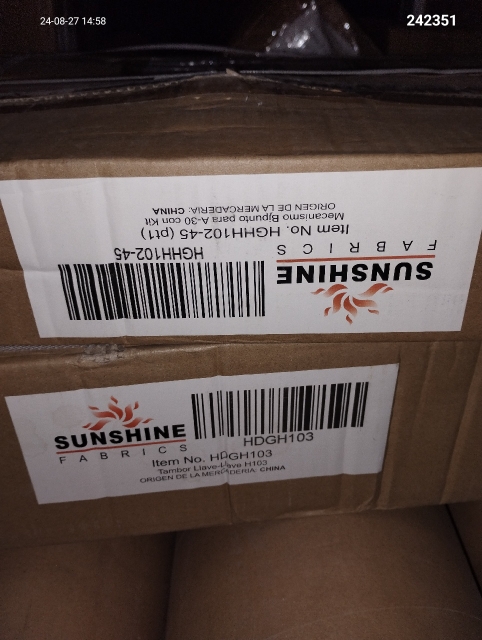 24-08-27 14:58
242351
SUNSHINE
FABRICS
HGHH102-45
Item No. HGHH102-45 (pt1)
Mecanismo Bjpunto para A-30 con Kit
ORIGEN DE LA MERCADERIA: CHINA
SUNSHINE
FABRICS
HDGH103
Item No. HDGH103
Tambor Llave-Llave H103
ORIGEN DE LA MERCADERIA: CHINA